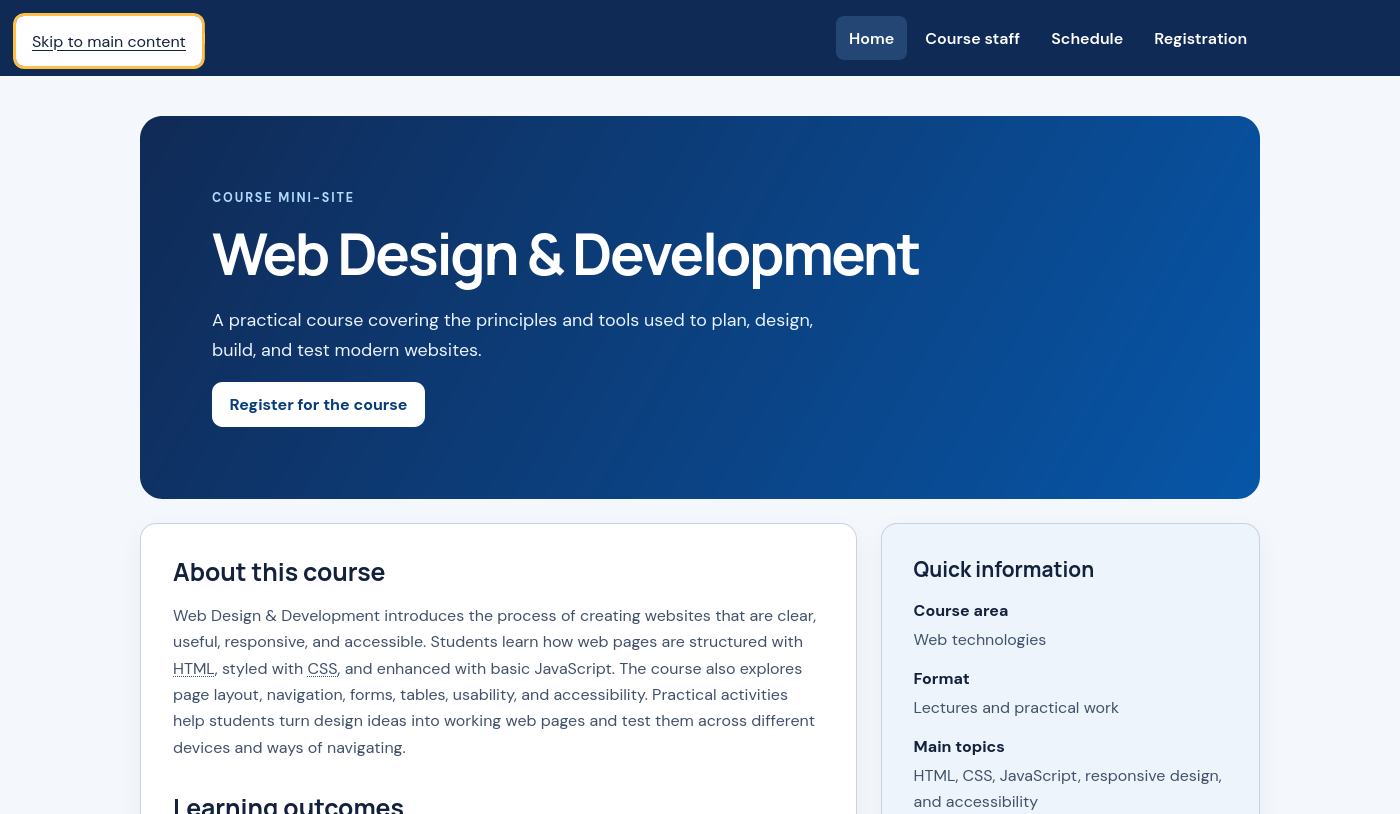 Skip to main content
Home
Course staff
Schedule
Registration
COURSE MINI-SITE
Web Design & Development
A practical course covering the principles and tools used to plan, design,
build, and test modern websites.
Register for the course
About this course
Web Design & Development introduces the process of creating websites that are clear,
useful, responsive, and accessible. Students learn how web pages are structured with
HTML, styled with CSS, and enhanced with basic JavaScript. The course also explores
page layout, navigation, forms, tables, usability, and accessibility. Practical activities
help students turn design ideas into working web pages and test them across different
devices and ways of navigating.
Learning outcomes
Quick information
Course area
Web technologies
Format
Lectures and practical work
Main topics
HTML, CSS, JavaScript, responsive design,
and accessibility